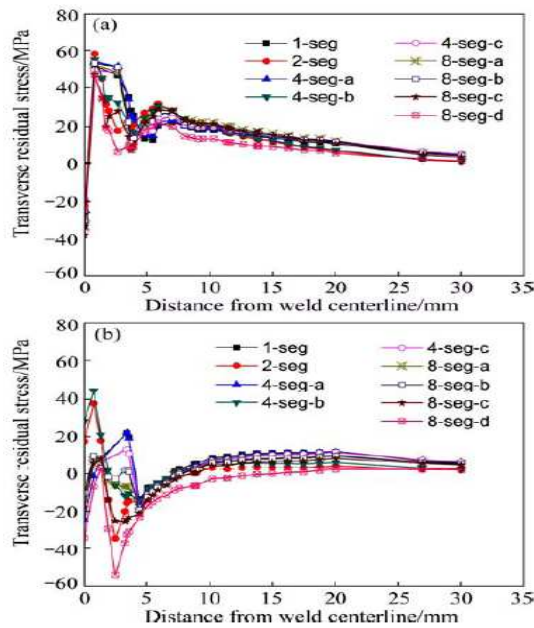 (a)
Transverse residual stress/MPa
80
60
40
20
0
−20
−40
−60
1-seg
2-seg
4-seg-a
4-seg-b
4-seg-c
8-seg-a
8-seg-b
8-seg-c
8-seg-d
0 5 10 15 20 25 30 35
Distance from weld centerline/mm
(b)
Transverse residual stress/MPa
80
60
40
20
0
−20
−40
−60
1-seg
2-seg
4-seg-a
4-seg-b
4-seg-c
8-seg-a
8-seg-b
8-seg-c
8-seg-d
0 5 10 15 20 25 30 35
Distance from weld centerline/mm